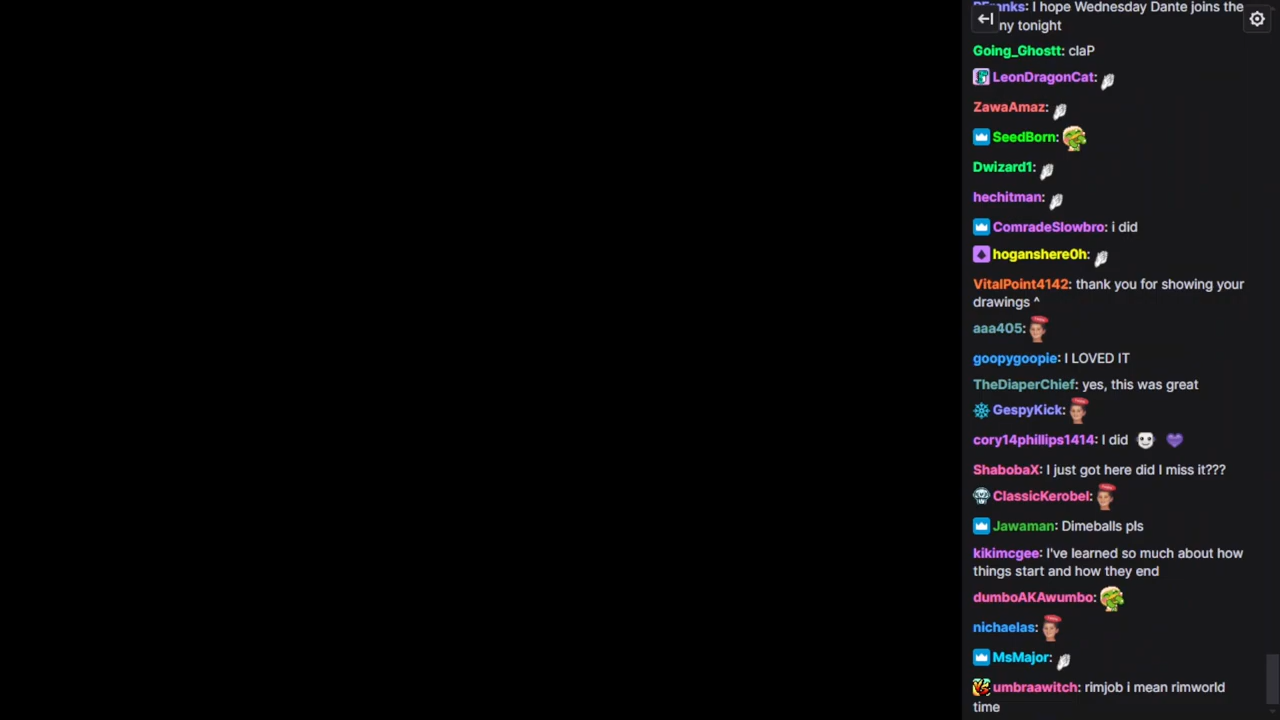 PFranks: I hope Wednesday Dante joins the
ny tonight
Going_Ghostt: claP
LeonDragonCat:
ZawaAmaz:
SeedBorn:
Dwizard1:
hechitman:
ComradeSlowbro: i did
hoganshere0h:
VitalPoint4142: thank you for showing your
drawings ^
aaa405:
goopygoopie: I LOVED IT
TheDiaperChief: yes, this was great
GespyKick:
cory14phillips1414: I did
ShabobaX: I just got here did I miss it???
ClassicKerobel:
Jawaman: Dimeballs pls
kikimcgee: I've learned so much about how
things start and how they end
dumboAKAwumbo:
nichaelas:
MsMajor:
umbraawitch: rimjob i mean rimworld
time